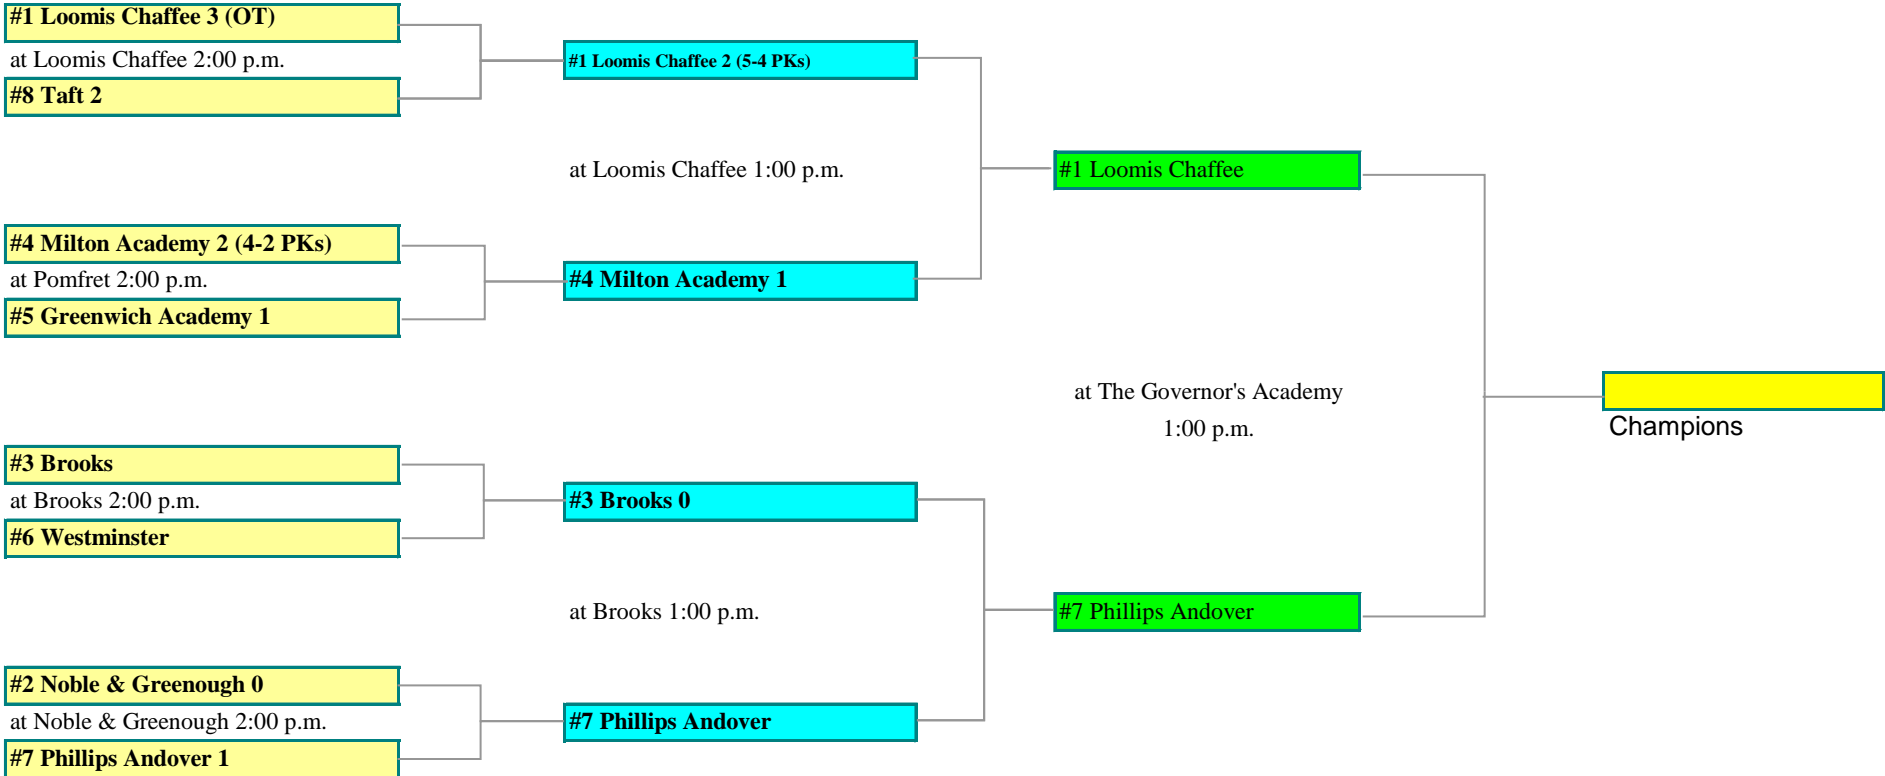 #1 Loomis Chaffee 3 (OT)
at Loomis Chaffee 2:00 p.m.
#8 Taft 2
#1 Loomis Chaffee 2 (5-4 PKs)
at Loomis Chaffee 1:00 p.m.
#1 Loomis Chaffee
#4 Milton Academy 2 (4-2 PKs)
at Pomfret 2:00 p.m.
#5 Greenwich Academy 1
#4 Milton Academy 1
at The Governor's Academy
1:00 p.m.
Champions
#3 Brooks
at Brooks 2:00 p.m.
#6 Westminster
#3 Brooks 0
at Brooks 1:00 p.m.
#7 Phillips Andover
#2 Noble & Greenough 0
at Noble & Greenough 2:00 p.m.
#7 Phillips Andover 1
#7 Phillips Andover